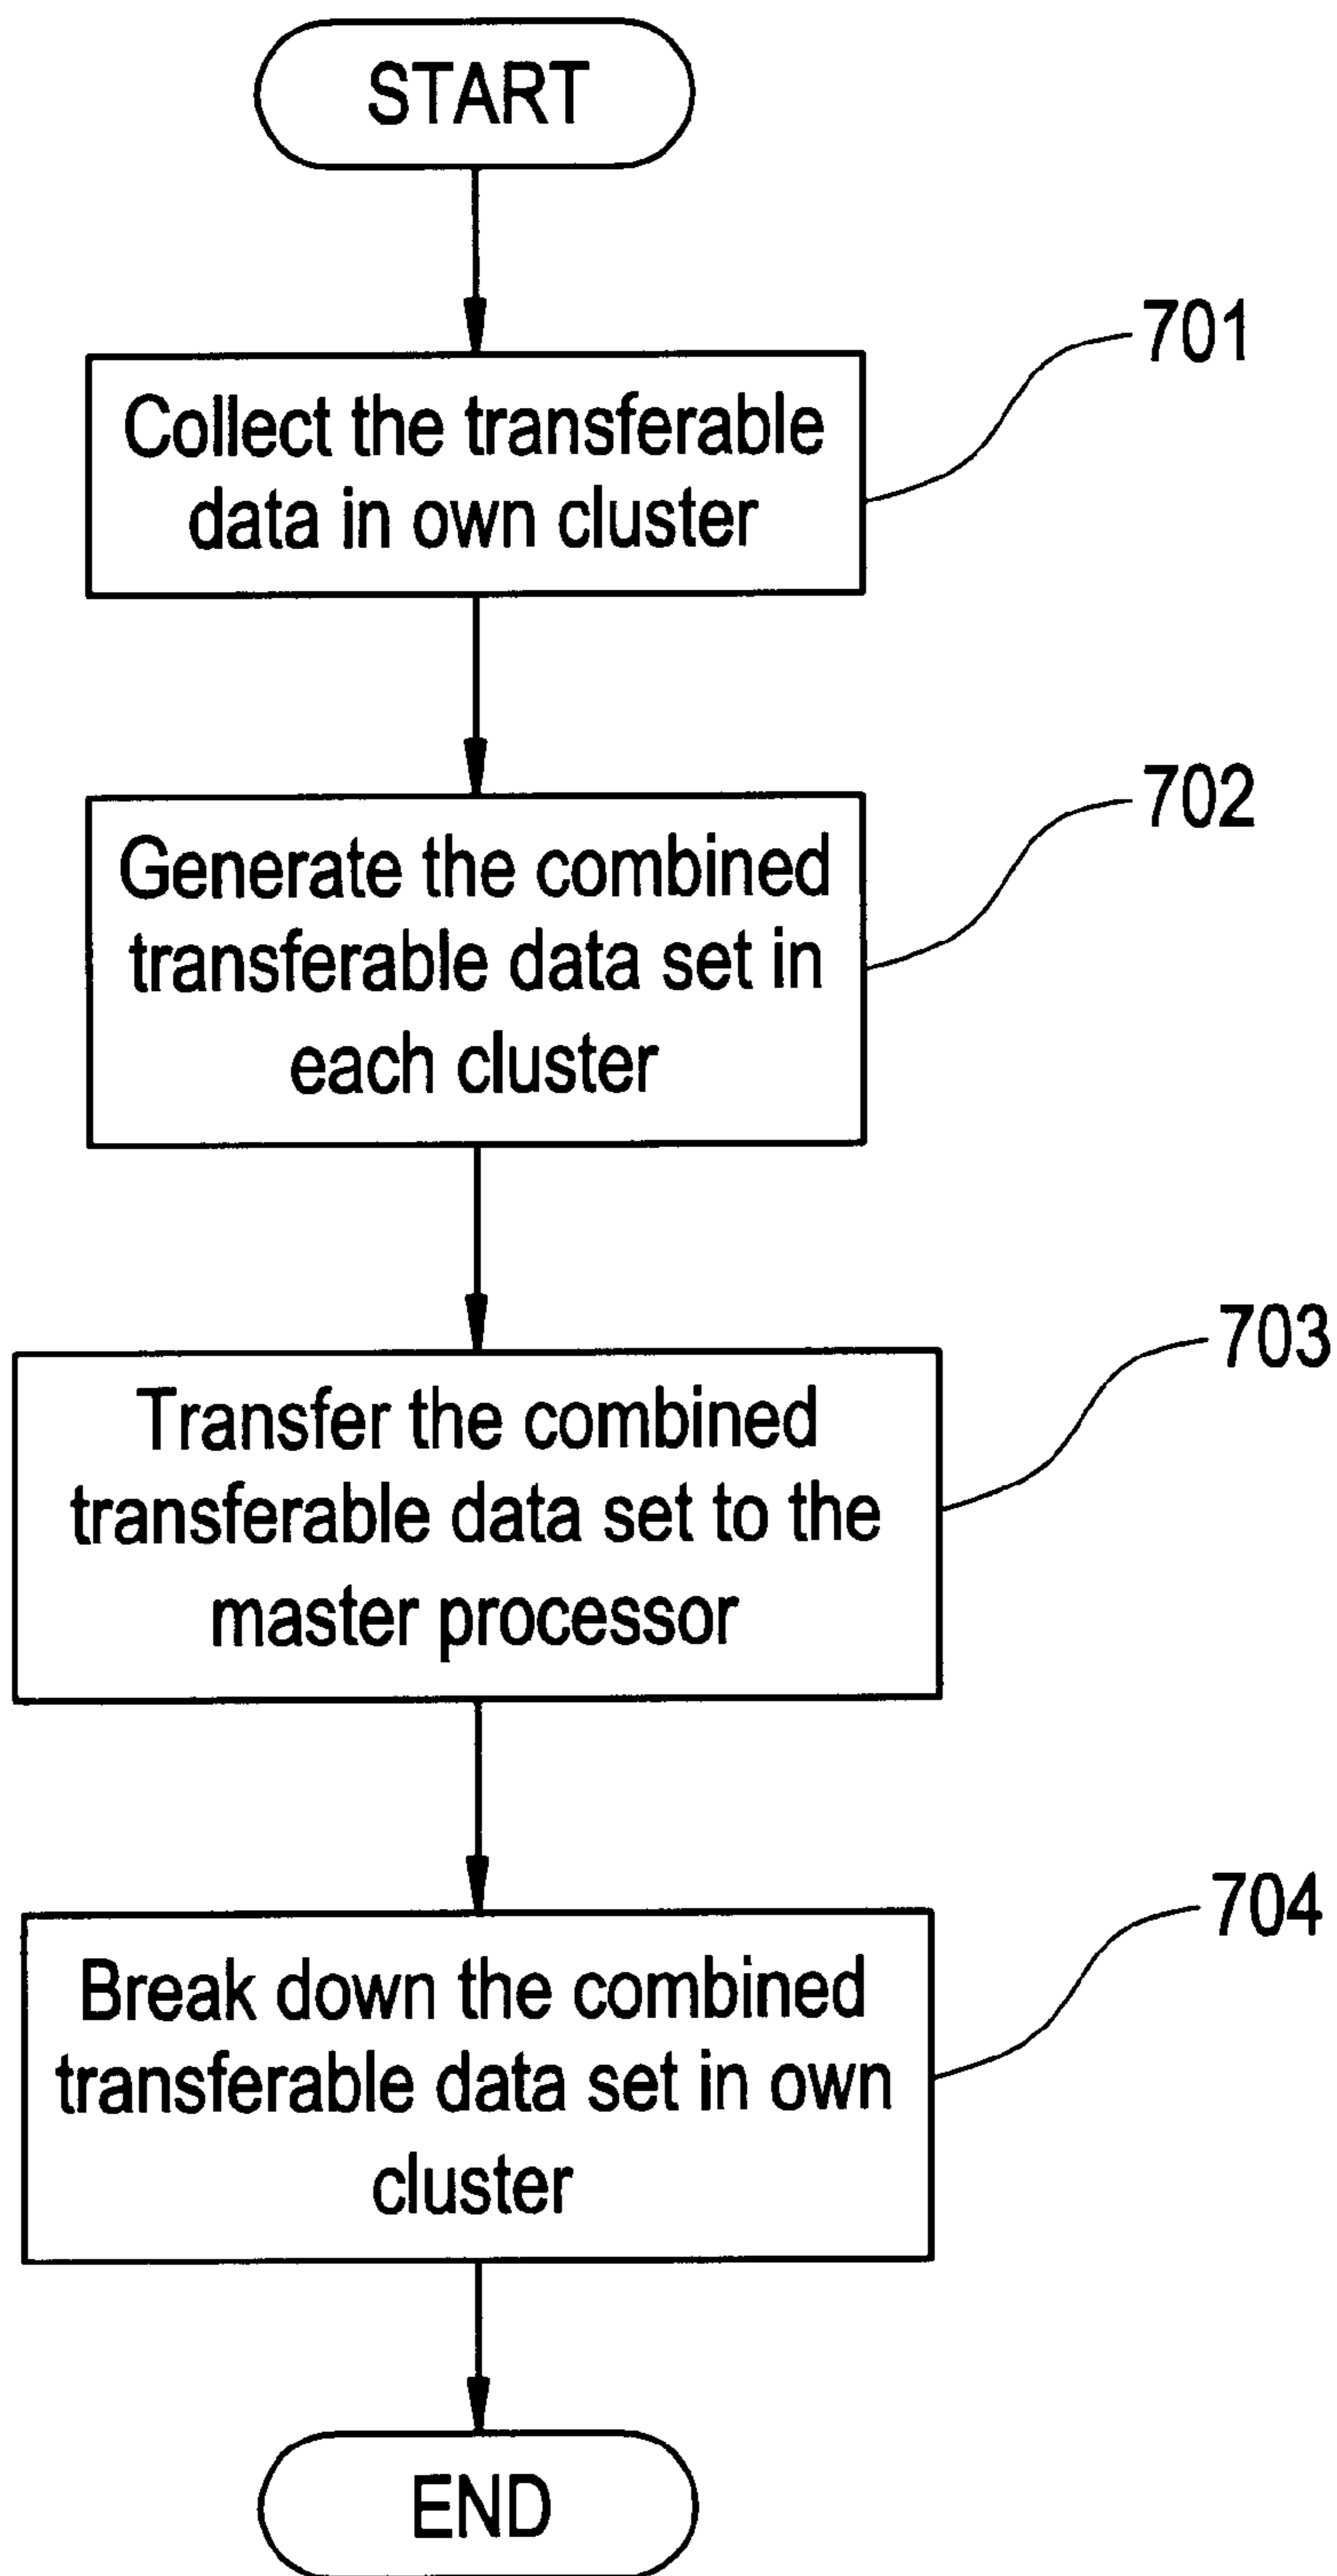 START
701
Collect the transferable
data in own cluster
702
Generate the combined
transferable data set in
each cluster
703
Transfer the combined
transferable data set to the
master processor
704
Break down the combined
transferable data set in own
cluster
END